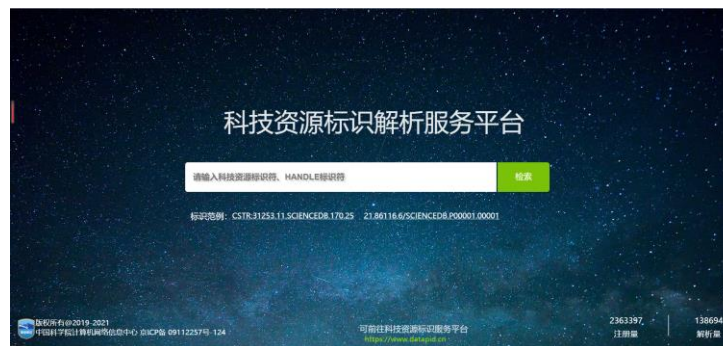 科技资源标识解析服务平台
请输入科技资源标识符、HANDLE标识符
检索
标识范例: CSTR:31253.11.SCIENCEDB.170.25 21.86116.6/SCIENCEDB.P00001.00001
版权所有@2019-2021
中国科学院计算机网络信息中心 京ICP备 09112257号-124
可前往科技资源标识服务平台
https://www.datapid.cn
2363397
注册量
138694
解析量